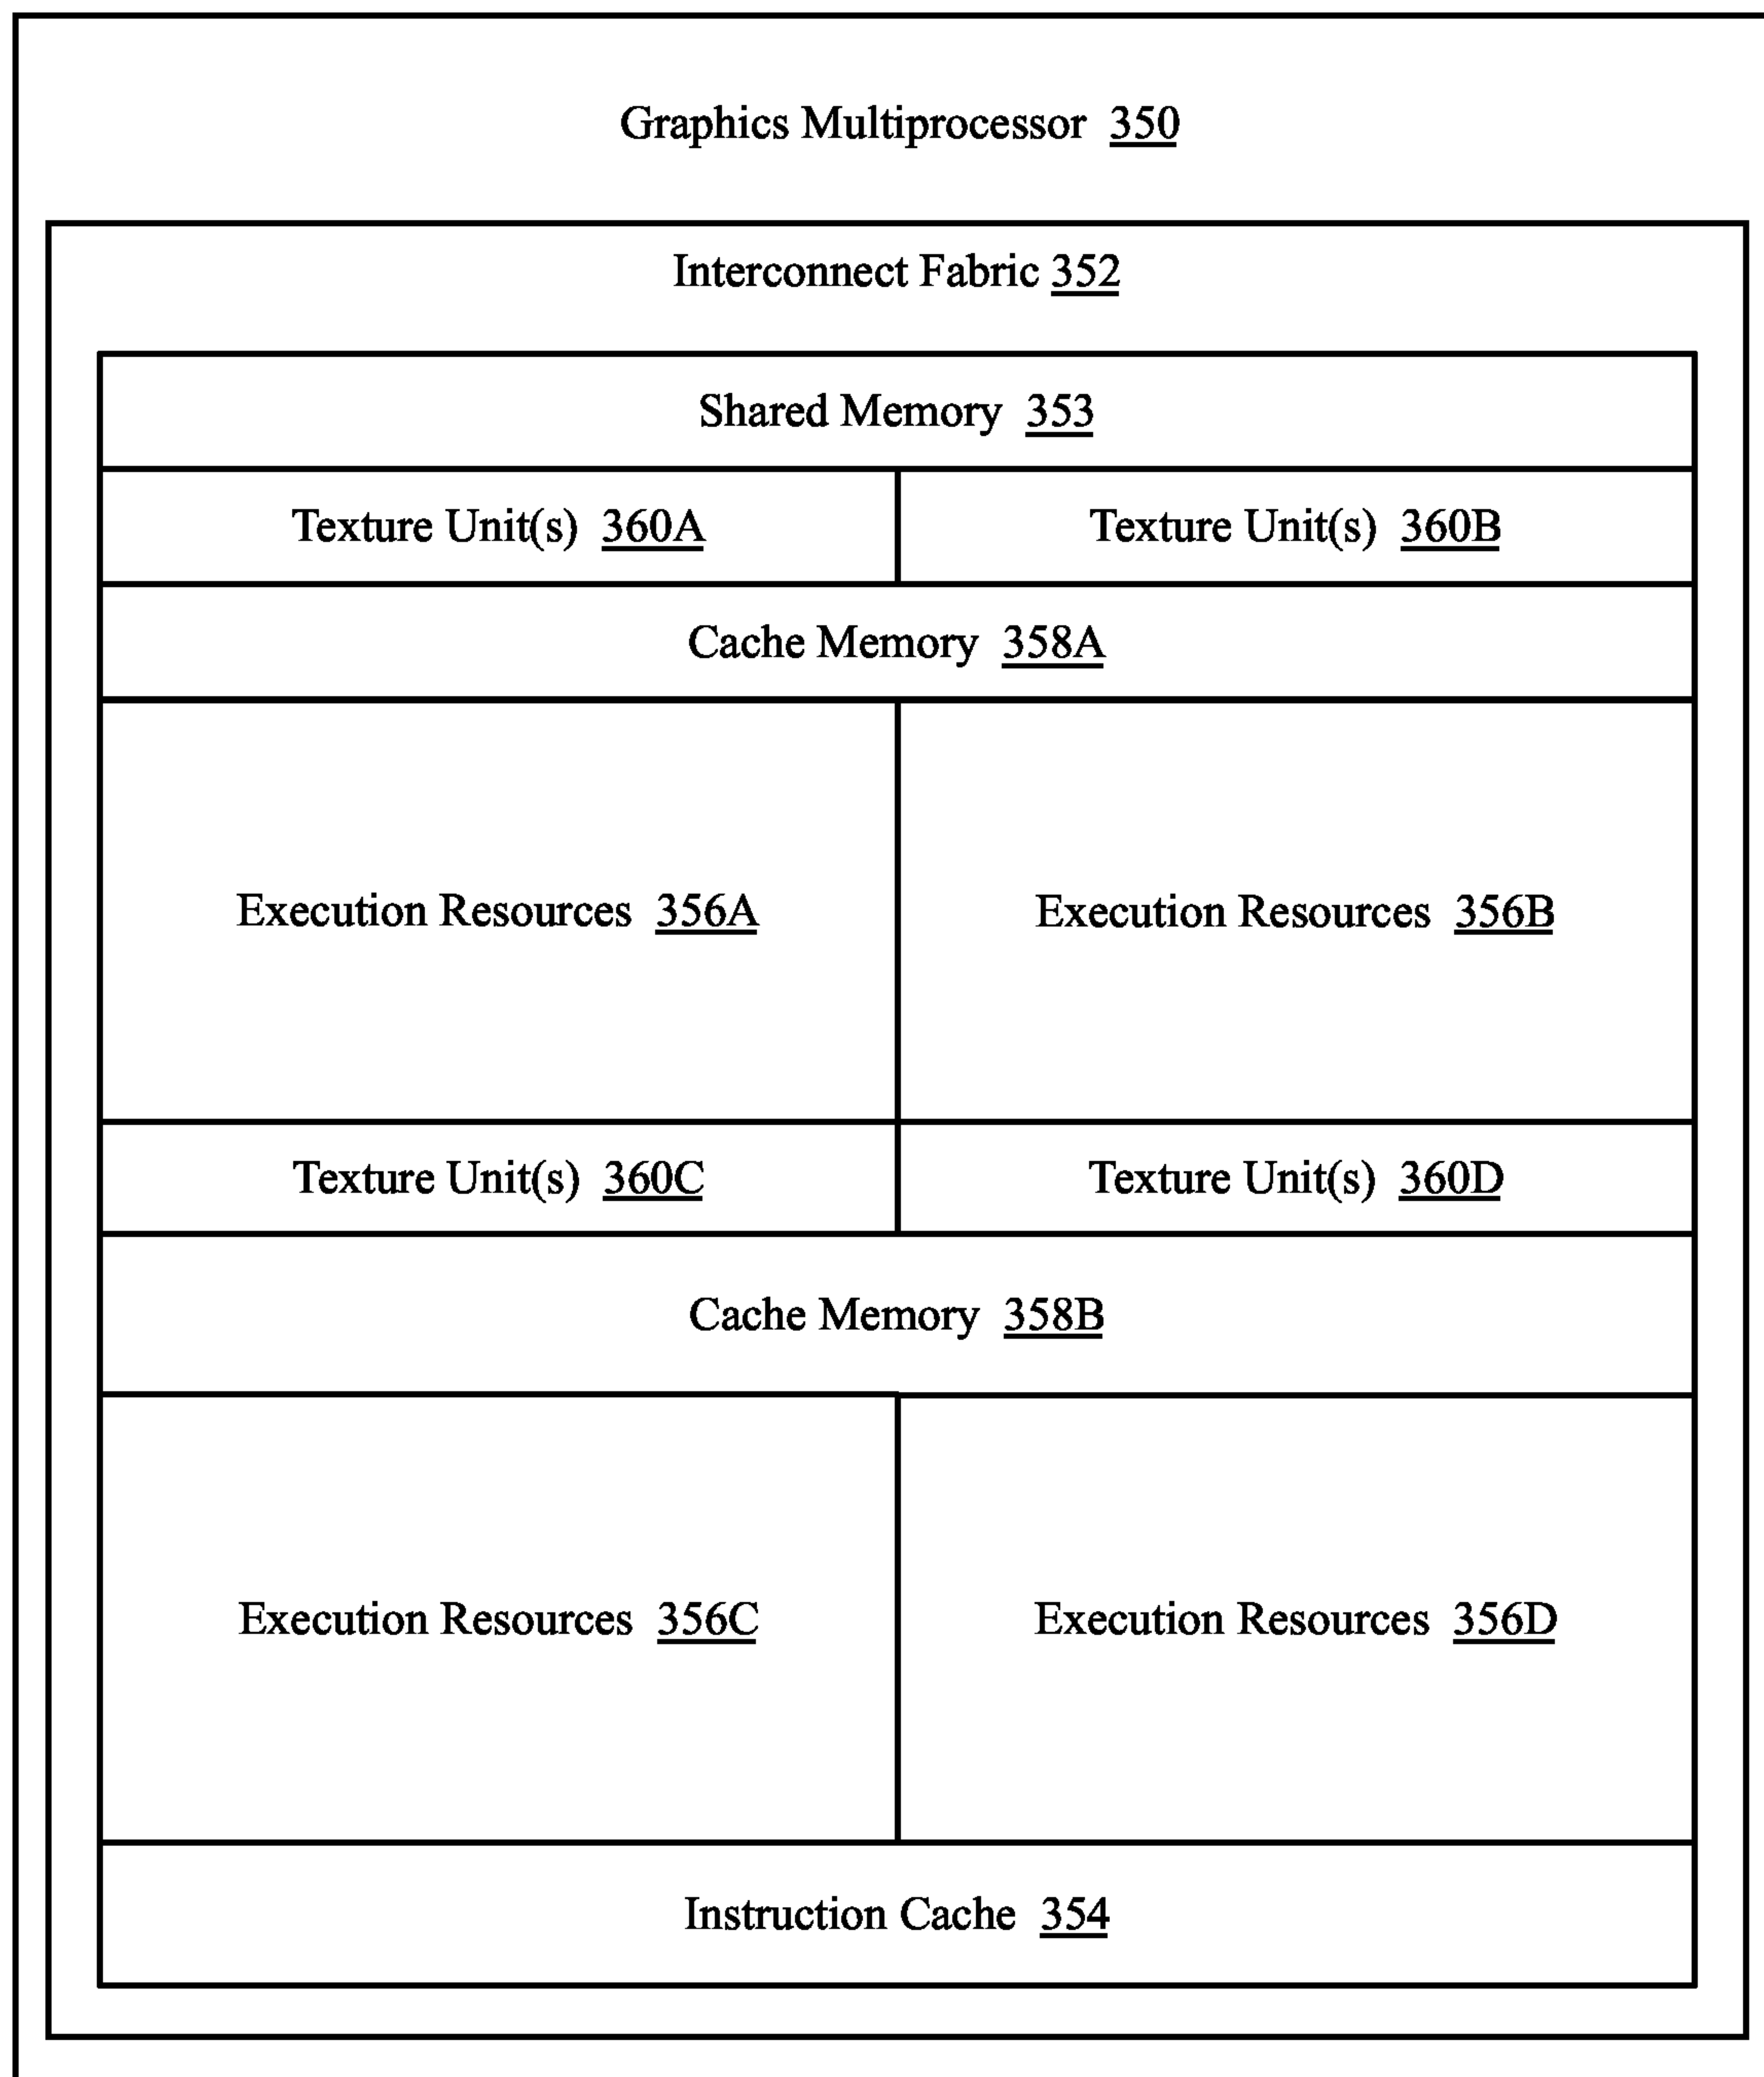 Graphics Multiprocessor 350
Interconnect Fabric 352
Shared Memory 353
Texture Unit(s) 360A
Texture Unit(s) 360B
Cache Memory 358A
Execution Resources 356A
Execution Resources 356B
Texture Unit(s) 360C
Texture Unit(s) 360D
Cache Memory 358B
Execution Resources 356C
Execution Resources 356D
Instruction Cache 354